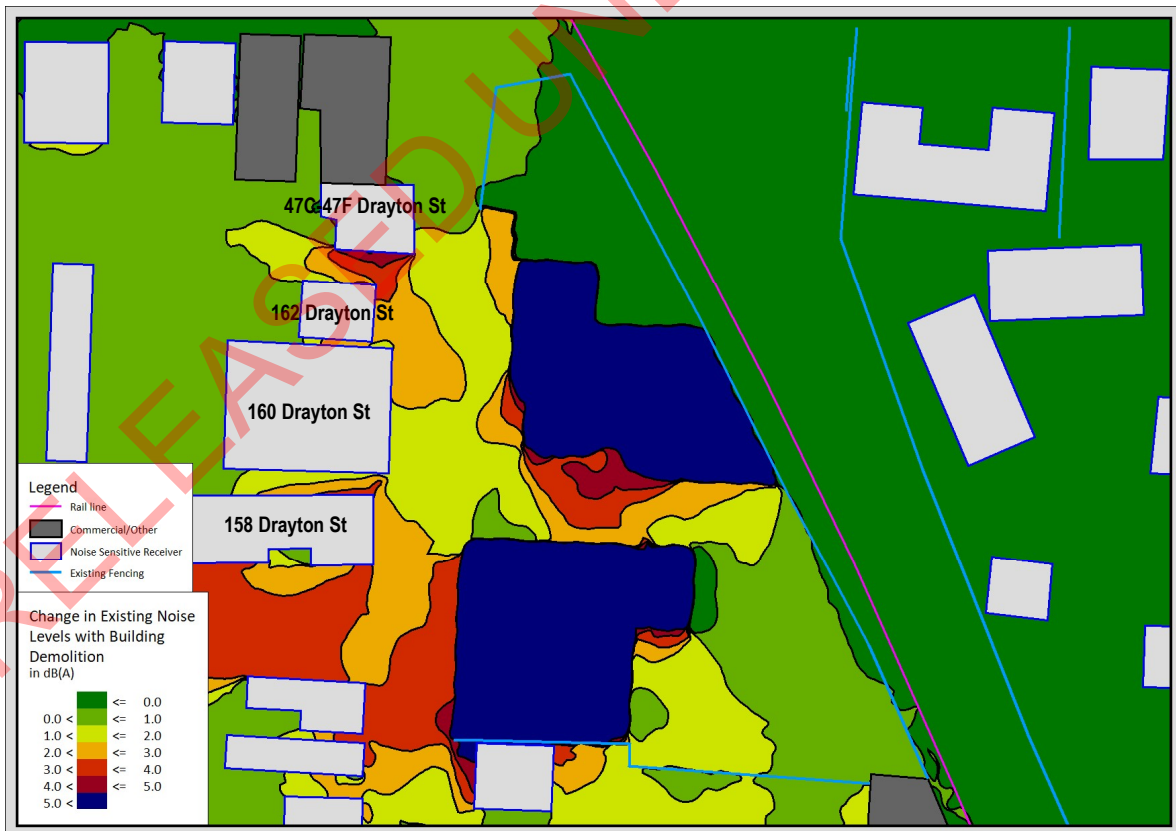 RELEASED UN
47C-47F Drayton St
162 Drayton St
160 Drayton St
158 Drayton St
Legend
Rail line
Commercial/Other
Noise Sensitive Receiver
Existing Fencing
Change in Existing Noise
Levels with Building
Demolition
in dB(A)
<= 0.0
0.0 < <= 1.0
1.0 < <= 2.0
2.0 < <= 3.0
3.0 < <= 4.0
4.0 < <= 5.0
5.0 <